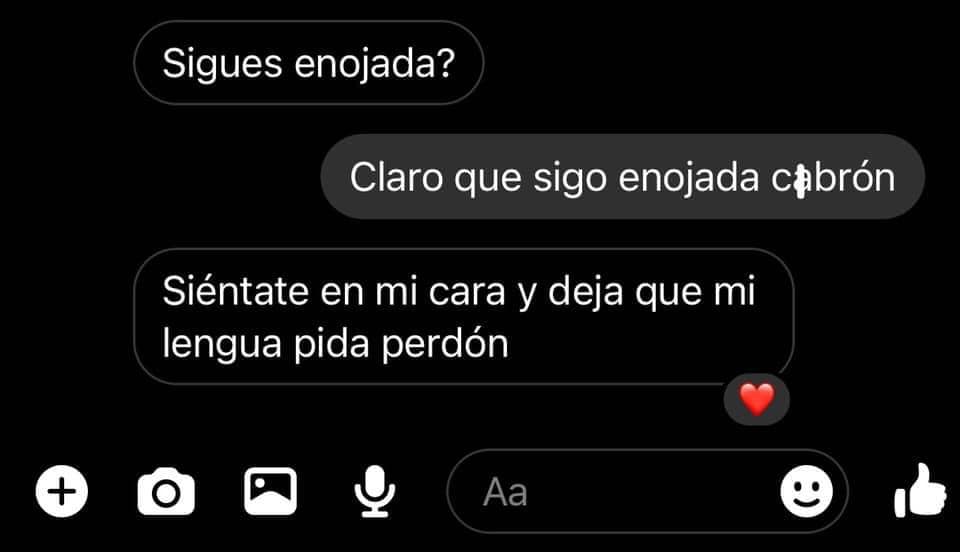 Sigues enojada?
Claro que sigo enojada cabrón
Siéntate en mi cara y deja que mi
lengua pida perdón
Aa